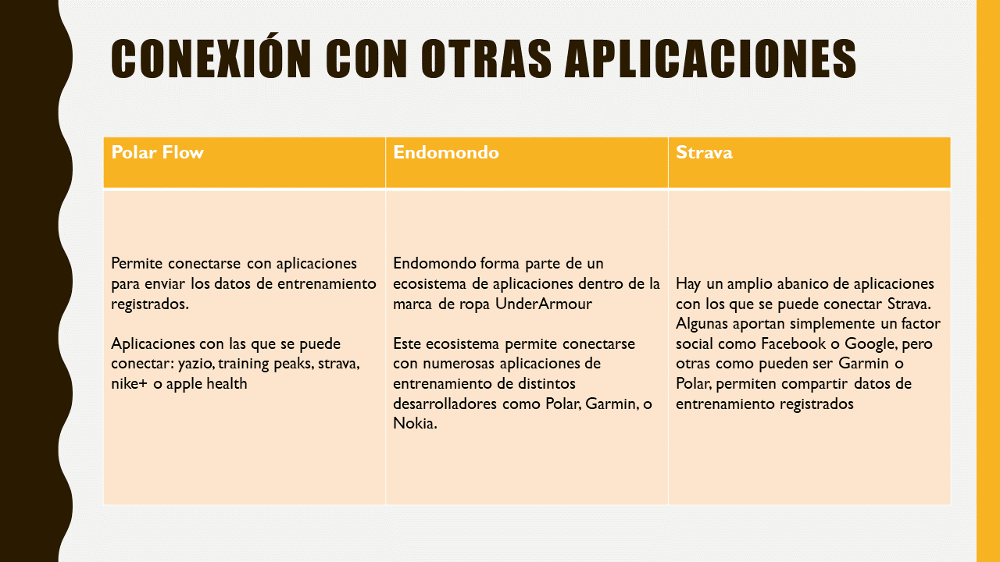 CONEXIÓN CON OTRAS APLICACIONES
Polar Flow
Endomondo
Strava
Permite conectarse con aplicaciones
para enviar los datos de entrenamiento
registrados.
Aplicaciones con las que se puede
conectar: yazio, training peaks, strava,
nike+ o apple health
Endomondo forma parte de un
ecosistema de aplicaciones dentro de la
marca de ropa UnderArmour
Este ecosistema permite conectarse
con numerosas aplicaciones de
entrenamiento de distintos
desarrolladores como Polar, Garmin, o
Nokia.
Hay un amplio abanico de aplicaciones
con los que se puede conectar Strava.
Algunas aportan simplemente un factor
social como Facebook o Google, pero
otras como pueden ser Garmin o
Polar, permiten compartir datos de
entrenamiento registrados